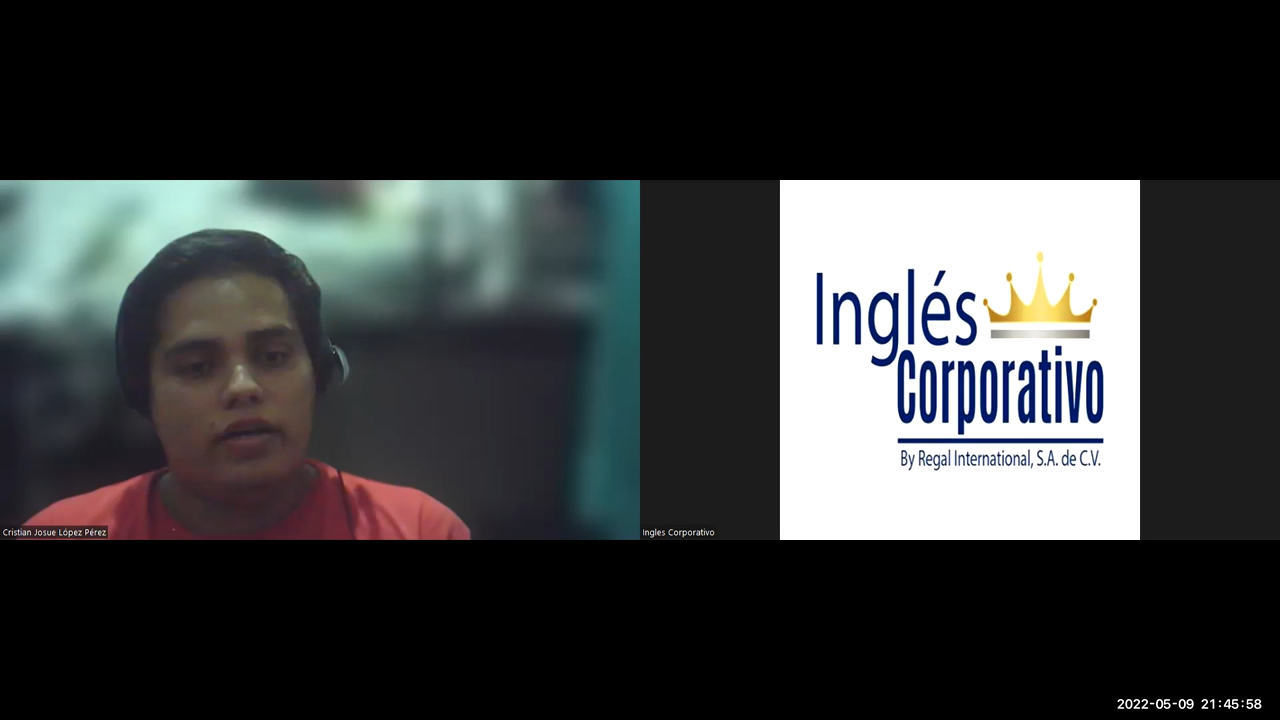 Inglés
Corporativo
By Regal International, S.A. de C.V.
Cristian Josue López Pérez
Ingles Corporativo
2022-05-09 21:45:58